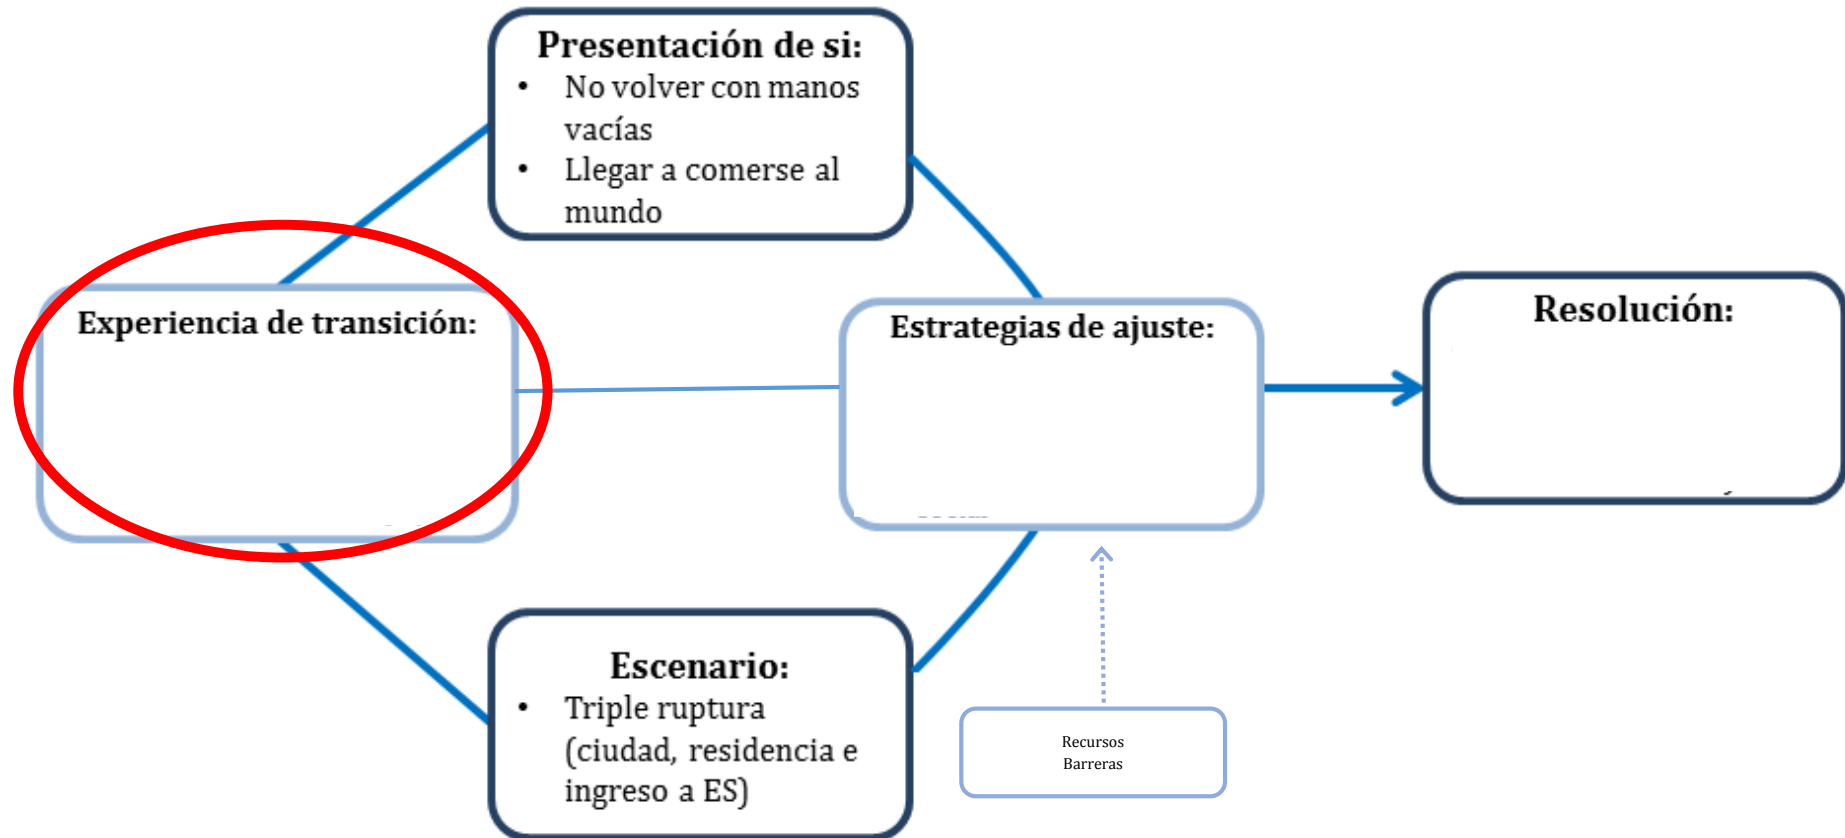 Presentación de si:
• No volver con manos
vacías
• Llegar a comerse al
mundo
Experiencia de transición:
Estrategias de ajuste:
Resolución:
Escenario:
• Triple ruptura
(ciudad, residencia e
ingreso a ES)
Recursos
Barreras